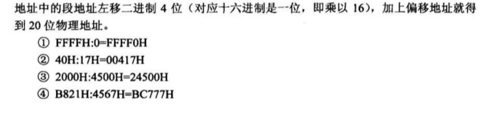 地址中的段地址左移二进制 4 位（对应十六进制是一位，即乘以 16），加上偏移地址就得
到 20 位物理地址。
① FFFFH:0=FFFF0H
② 40H:17H=00417H
③ 2000H:4500H=24500H
④ B821H:4567H=BC777H